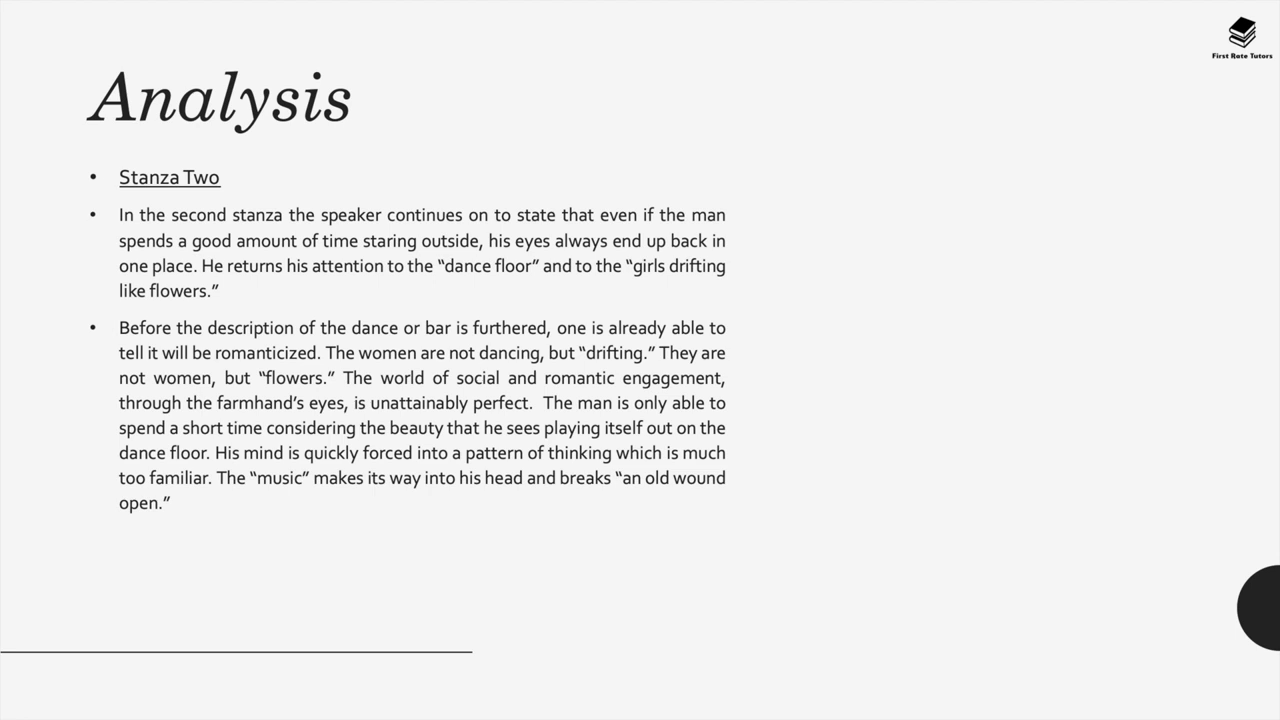 First Rate Tutors
Analysis
• Stanza Two
• In the second stanza the speaker continues on to state that even if the man
spends a good amount of time staring outside, his eyes always end up back in
one place. He returns his attention to the “dance floor” and to the “girls drifting
like flowers.”
• Before the description of the dance or bar is furthered, one is already able to
tell it will be romanticized. The women are not dancing, but “drifting.” They are
not women, but “flowers.” The world of social and romantic engagement,
through the farmhand’s eyes, is unattainably perfect.  The man is only able to
spend a short time considering the beauty that he sees playing itself out on the
dance floor. His mind is quickly forced into a pattern of thinking which is much
too familiar. The “music” makes its way into his head and breaks “an old wound
open.”